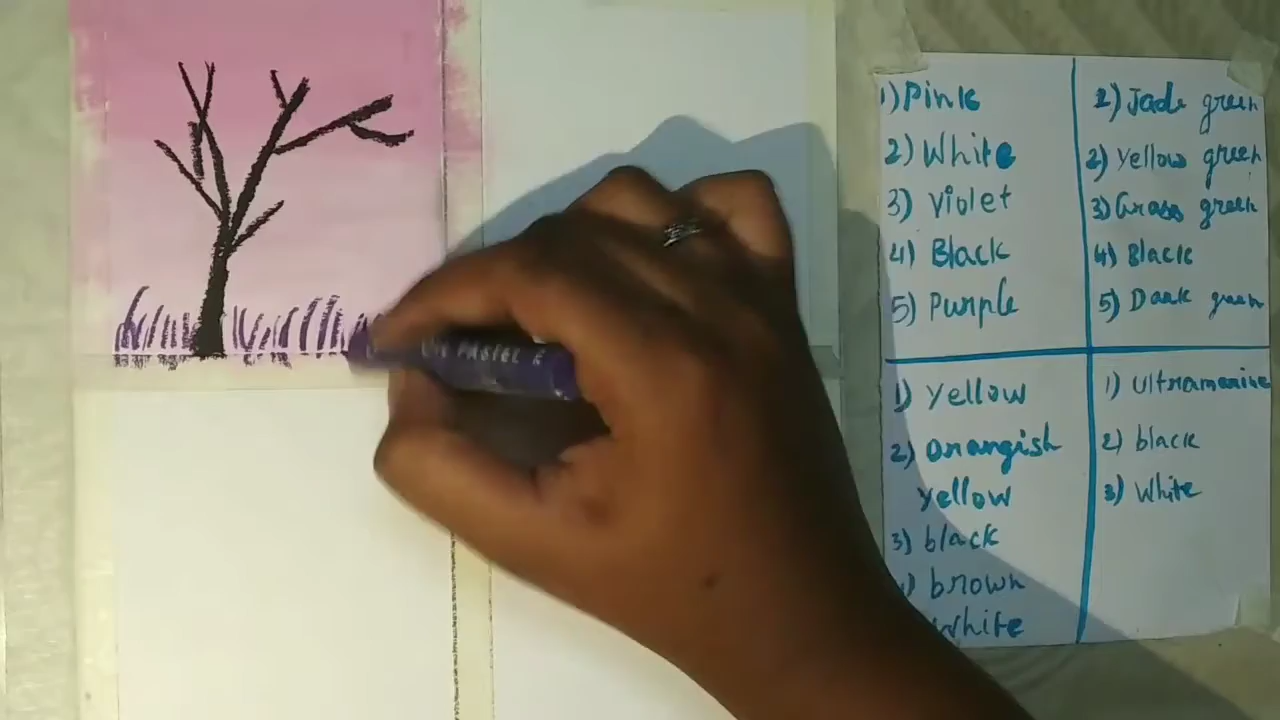 1) Pink
2) White
3) Violet
4) Black
5) Purple
1) Jade green
2) Yellow green
3) Grass green
4) Black
5) Dark green
1) Yellow
2) Orangish
yellow
3) black
) brown
White
1) Ultramarine
2) black
3) White
PASTEL